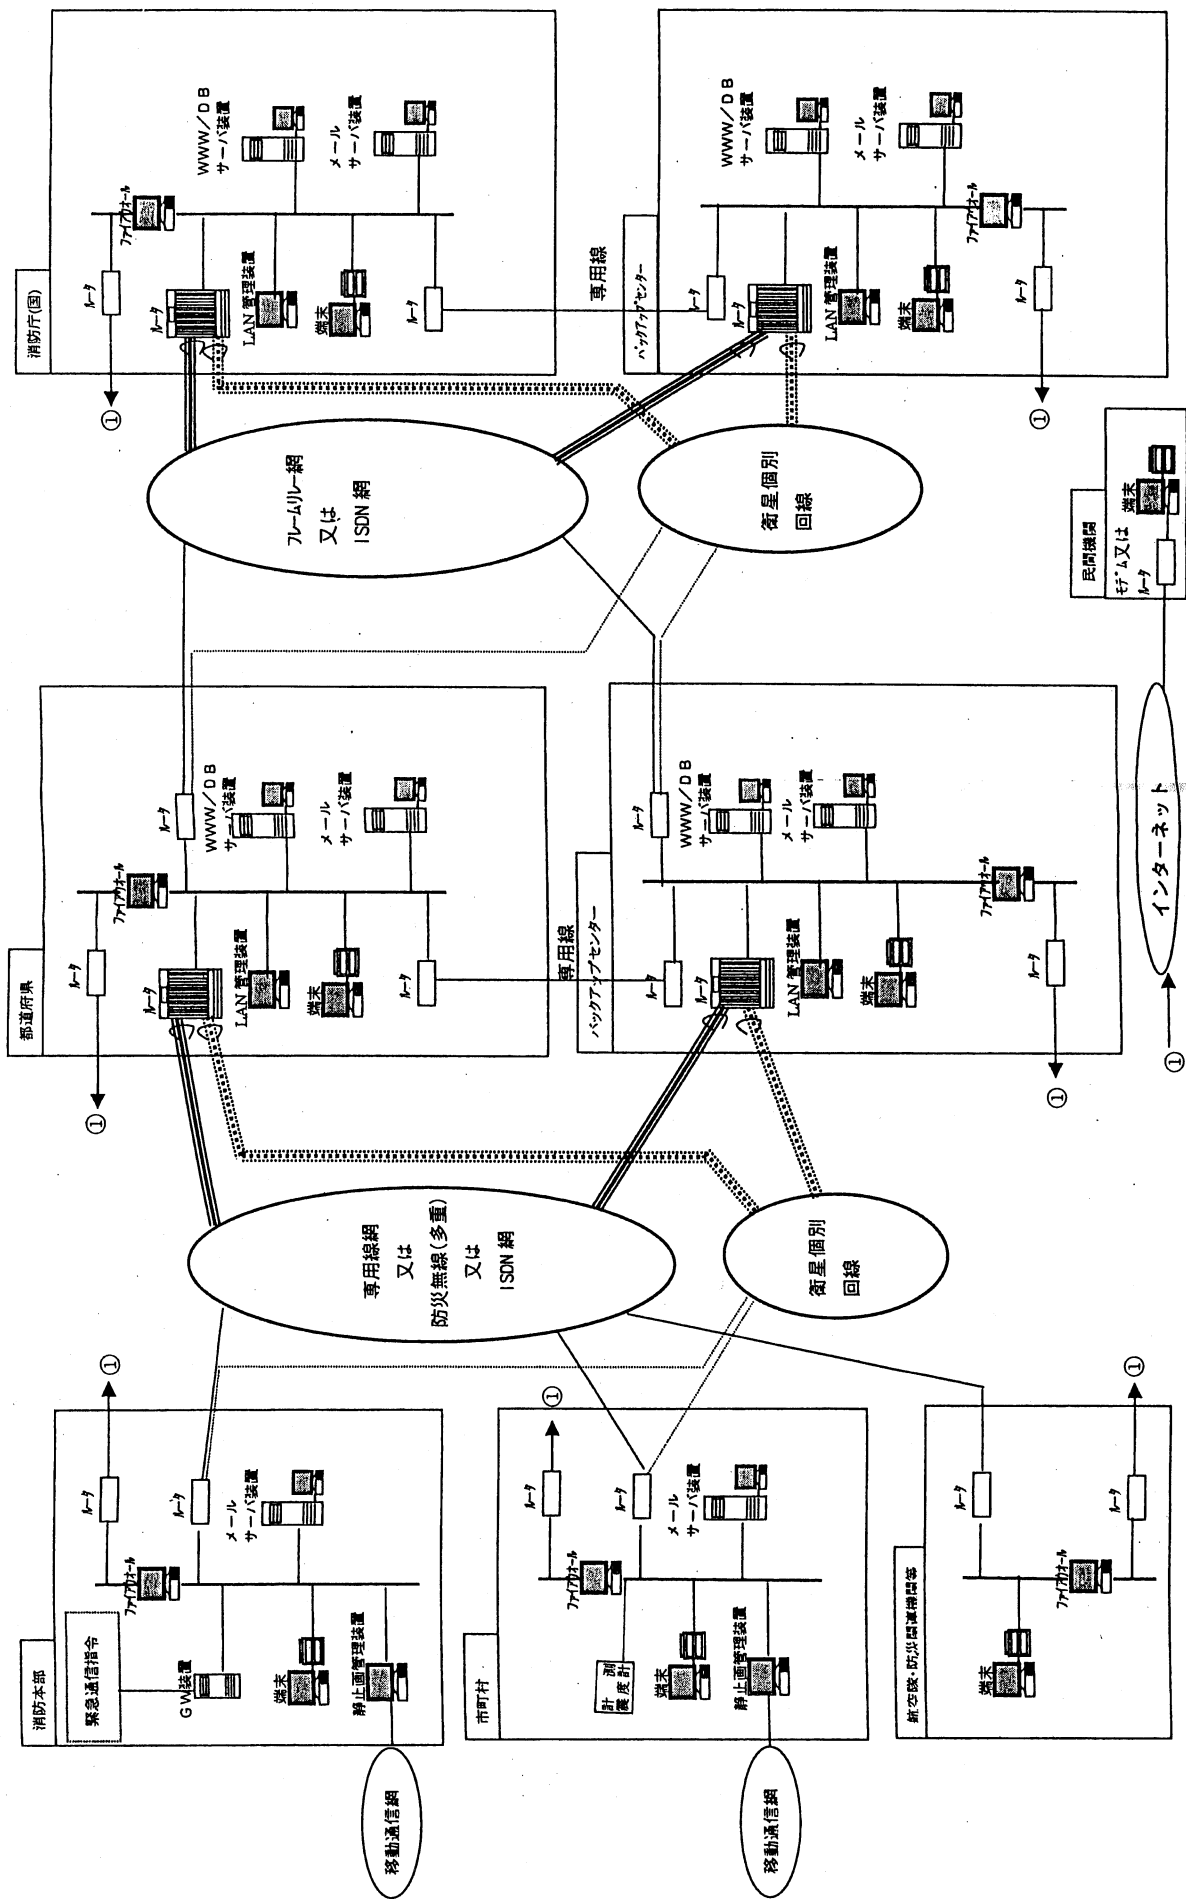 消防本部
緊急通信指令
GW装置
端末
静止画管理装置
移動通信網
ファイアウォール
ルータ
①
ルータ
メール
サーバ装置
市町村
計測
震度計
端末
静止画管理装置
移動通信網
ファイアウォール
ルータ
①
ルータ
メール
サーバ装置
航空隊・防災関連機関等
端末
ファイアウォール
ルータ
ルータ
①
専用線網
又は
防災無線(多重)
又は
ISDN網
衛星個別
回線
都道府県
①
ルータ
ファイアウォール
ルータ
ルータ
WWW/DB
サーバ装置
LAN管理装置
メール
サーバ装置
端末
ルータ
専用線
バックアップセンター
ルータ
ルータ
ルータ
WWW/DB
サーバ装置
LAN管理装置
メール
サーバ装置
端末
ファイアウォール
ルータ
①
フレームリレー網
又は
ISDN網
衛星個別
回線
消防庁(国)
①
ルータ
ファイアウォール
ルータ
WWW/DB
サーバ装置
LAN管理装置
メール
サーバ装置
端末
ルータ
専用線
バックアップセンター
ルータ
ルータ
WWW/DB
サーバ装置
LAN管理装置
メール
サーバ装置
端末
ファイアウォール
ルータ
①
①
インターネット
民間機関
モデム又は
ルータ
端末